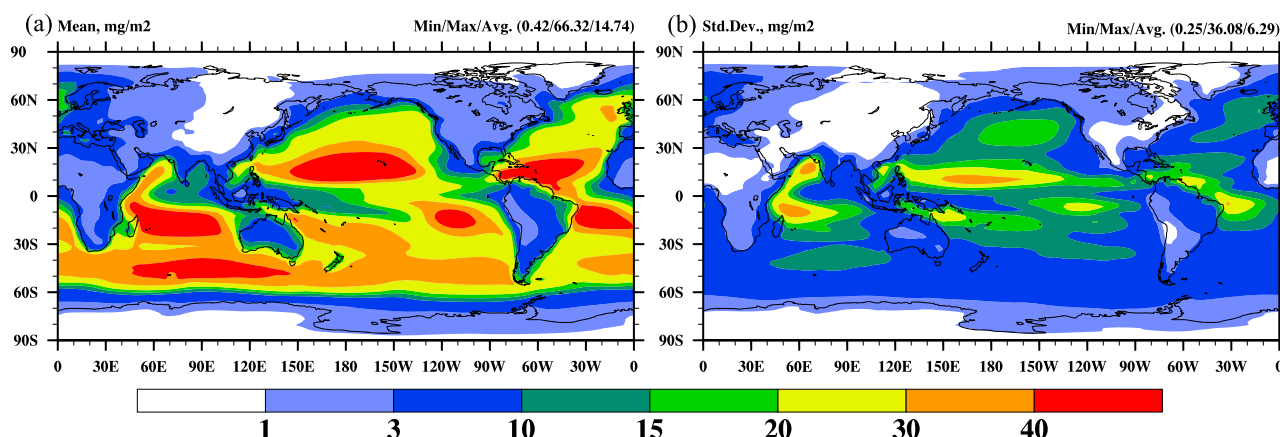 (a) Mean, mg/m2 Min/Max/Avg. (0.42/66.32/14.74)
90
60N
30N
0
30S
60S
90S
0 30E 60E 90E 120E 150E 180 150W 120W 90W 60W 30W 0
(b) Std.Dev., mg/m2 Min/Max/Avg. (0.25/36.08/6.29)
90N
60N
30N
0
30S
60S
90S
0 30E 60E 90E 120E 150E 180 150W 120W 90W 60W 30W 0
1 3 10 15 20 30 40